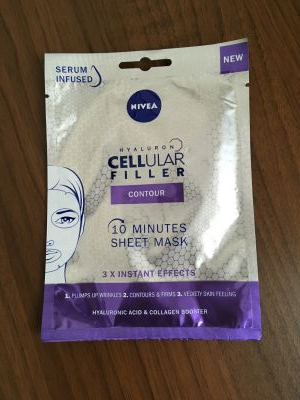 SERUM
INFUSED
NEW
NIVEA
HYALURON
CELLULAR
FILLER
CONTOUR
10 MINUTES
SHEET MASK
3 X INSTANT EFFECTS
1. PLUMPS UP WRINKLES 2. CONTOURS & FIRMS 3. VELVETY SKIN FEELING
HYALURONIC ACID & COLLAGEN BOOSTER